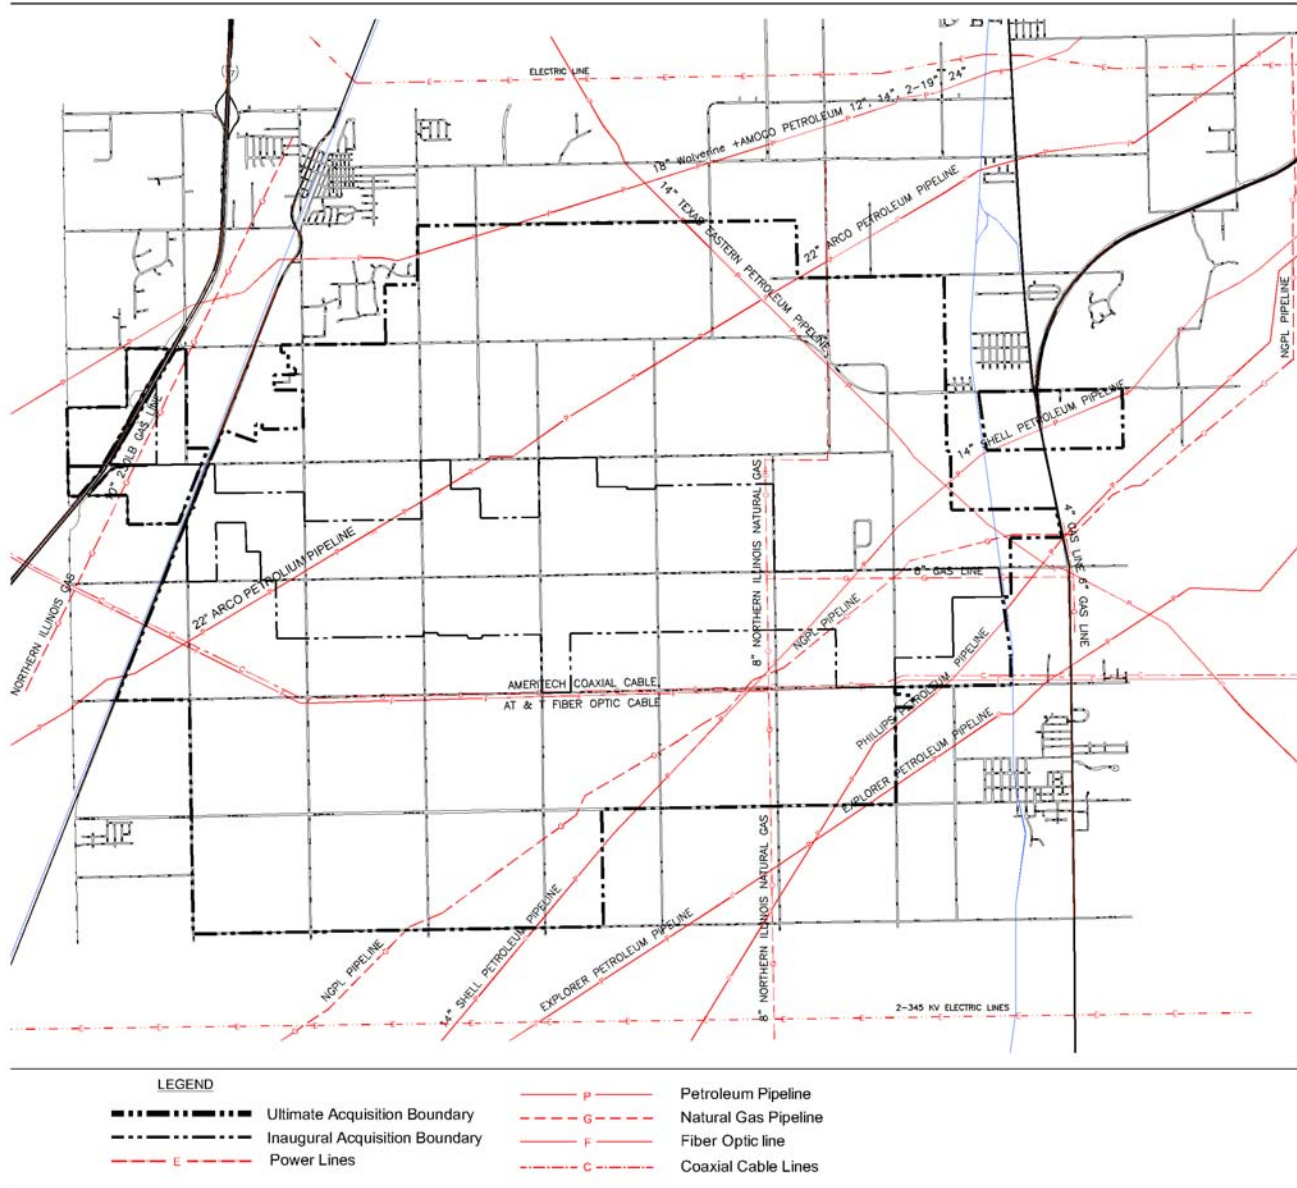 57
ELECTRIC LINE
18" Wolverine +AMOCO PETROLEUM 12", 14", 2-19" 24"
14" TEXAS EASTERN PETROLEUM PIPELINE
22" ARCO PETROLEUM PIPELINE
NGPL PIPELINE
14" SHELL PETROLEUM PIPELINE
GAS LINE
8" NORTHERN ILLINOIS NATURAL GAS
4" GAS LINE
6" GAS LINE
22" ARCO PETROLIUM PIPELINE
8" GAS LINE
NORTHERN ILLINOIS GAS
NGPL PIPELINE
AMERITECH COAXIAL CABLE
AT & T FIBER OPTIC CABLE
PHILLIPS PETROLEUM PIPELINE
EXPLORER PETROLEUM PIPELINE
8" NORTHERN ILLINOIS NATURAL GAS
NGPL PIPELINE
14" SHELL PETROLEUM PIPELINE
EXPLORER PETROLEUM PIPELINE
2-345 KV ELECTRIC LINES
LEGEND
Ultimate Acquisition Boundary
Inaugural Acquisition Boundary
E Power Lines
P Petroleum Pipeline
G Natural Gas Pipeline
F Fiber Optic line
C Coaxial Cable Lines